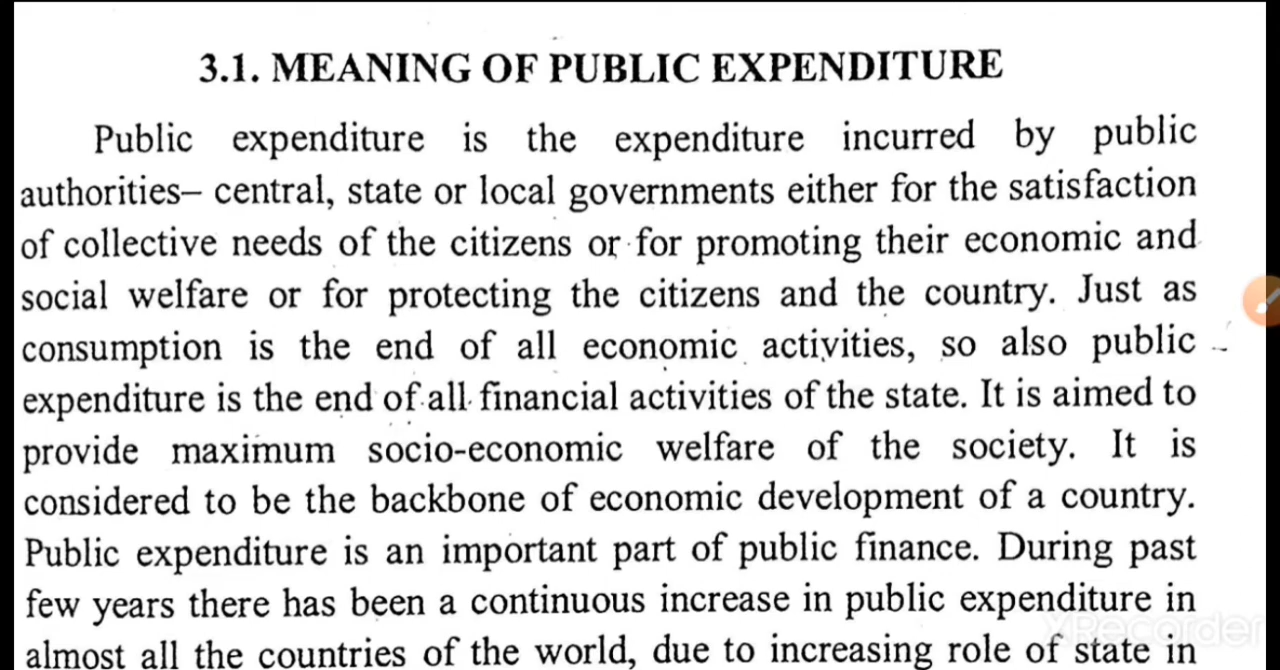 3.1. MEANING OF PUBLIC EXPENDITURE
Public expenditure is the expenditure incurred by public
authorities– central, state or local governments either for the satisfaction
of collective needs of the citizens or for promoting their economic and
social welfare or for protecting the citizens and the country. Just as
consumption is the end of all economic activities, so also public
expenditure is the end of all financial activities of the state. It is aimed to
provide maximum socio-economic welfare of the society. It is
considered to be the backbone of economic development of a country.
Public expenditure is an important part of public finance. During past
few years there has been a continuous increase in public expenditure in
almost all the countries of the world, due to increasing role of state in
XRecorder